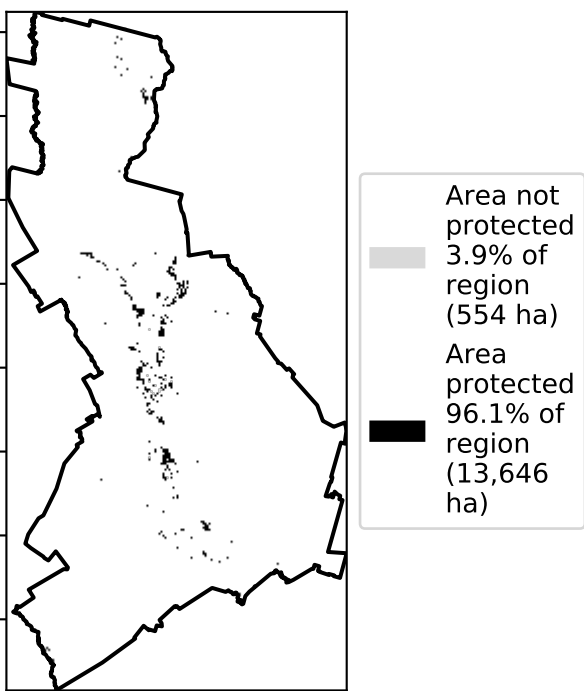 Area not
protected
3.9% of
region
(554 ha)
Area
protected
96.1% of
region
(13,646
ha)